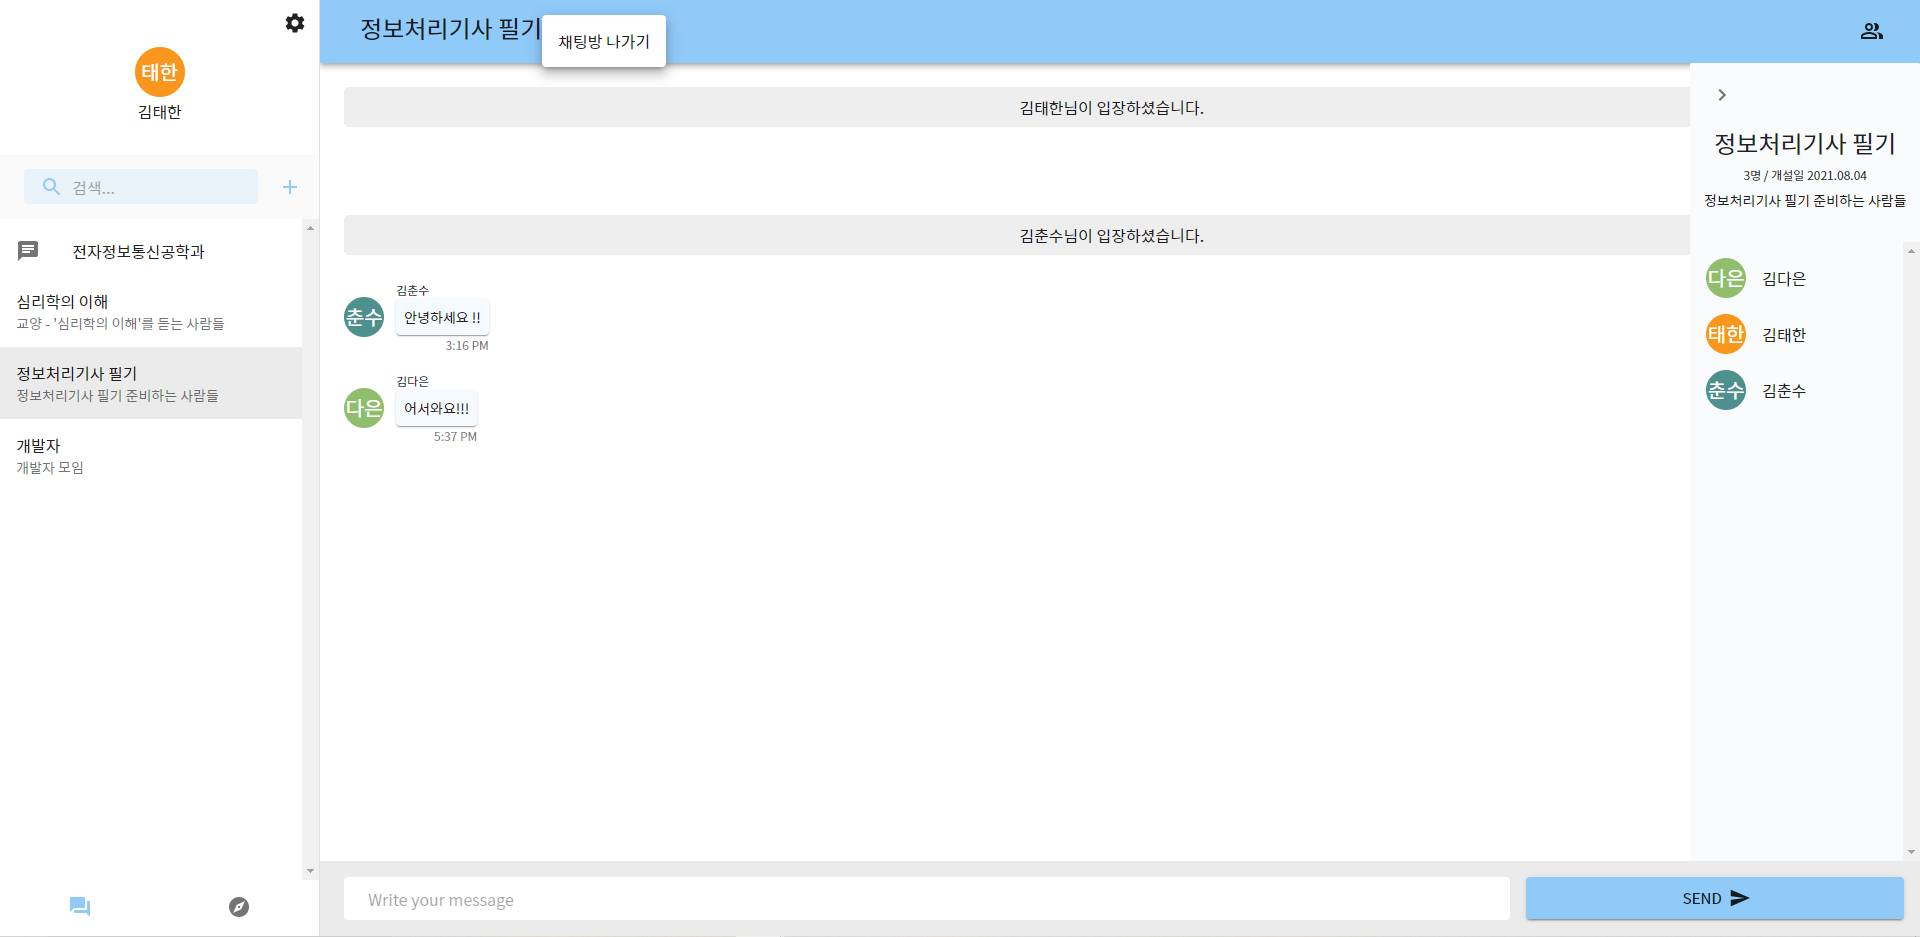 태한
김태한
검색...
전자정보통신공학과
심리학의 이해
교양 - '심리학의 이해'를 듣는 사람들
정보처리기사 필기
정보처리기사 필기 준비하는 사람들
개발자
개발자 모임
정보처리기사 필기
채팅방 나가기
김태한님이 입장하셨습니다.
김춘수님이 입장하셨습니다.
김춘수
춘수
안녕하세요 !!
3:16 PM
김다은
다은
어서와요!!!
5:37 PM
Write your message
SEND
정보처리기사 필기
3명 / 개설일 2021.08.04
정보처리기사 필기 준비하는 사람들
다은 김다은
태한 김태한
춘수 김춘수